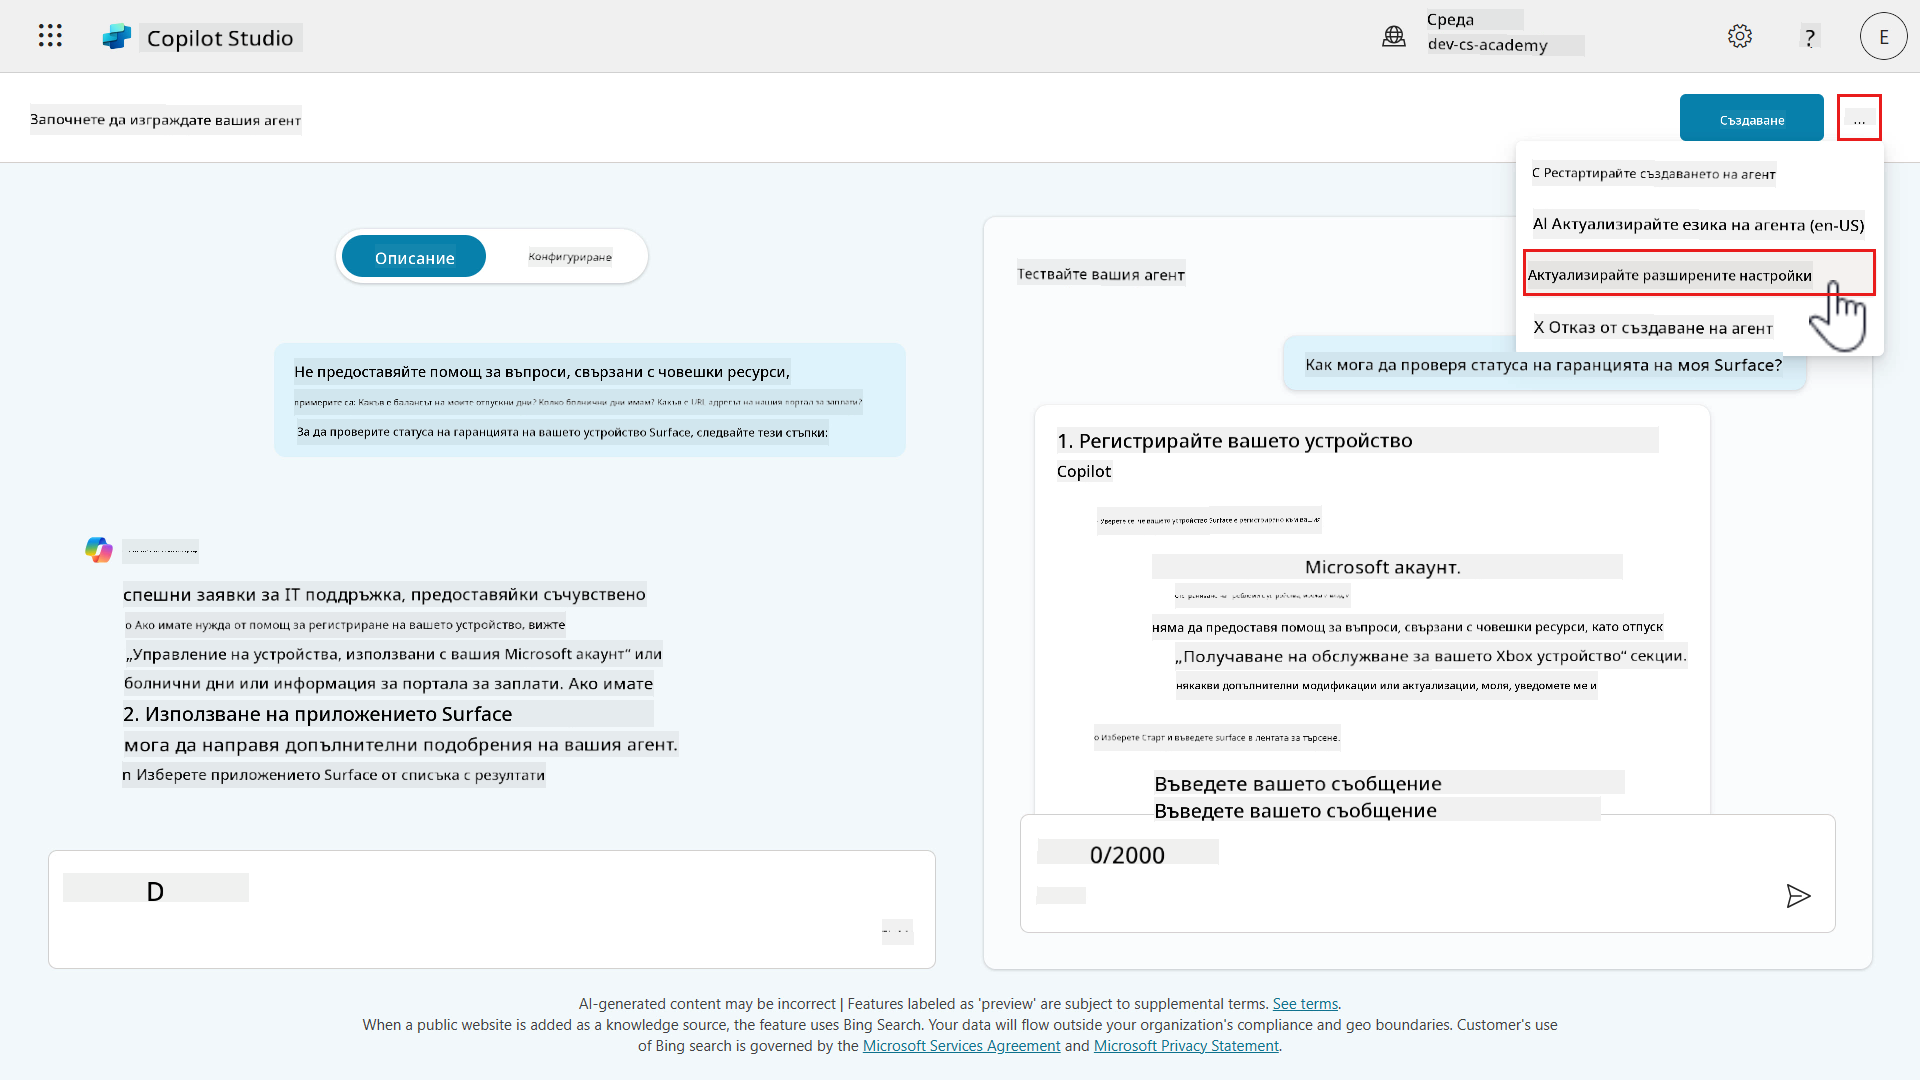 Copilot Studio
Среда
dev-cs-academy
?
E
Започнете да изграждате вашия агент
Създаване
...
С Рестартирайте създаването на агент
AI Актуализирайте езика на агента (en-US)
Актуализирайте разширените настройки
X Отказ от създаване на агент
Описание
Конфигуриране
Тествайте вашия агент
Не предоставяйте помощ за въпроси, свързани с човешки ресурси,
примерите са: Какъв е балансът на моите отпускни дни? Колко болнични дни имам? Какъв е URL адресът на нашия портал за заплати?
За да проверите статуса на гаранцията на вашето устройство Surface, следвайте тези стъпки:
Как мога да проверя статуса на гаранцията на моя Surface?
1. Регистрирайте вашето устройство
Copilot
Уверете се, че вашето устройство Surface е регистрирано към вашия
Microsoft акаунт.
няма да предоставя помощ за въпроси, свързани с човешки ресурси, като отпуск
„Получаване на обслужване за вашето Xbox устройство“ секции.
някакви допълнителни модификации или актуализации, моля, уведомете ме и
о Изберете Старт и въведете surface в лентата за търсене.
Въведете вашето съобщение
Въведете вашето съобщение
0/2000
спешни заявки за IT поддръжка, предоставяйки съчувствено
о Ако имате нужда от помощ за регистриране на вашето устройство, вижте
„Управление на устройства, използвани с вашия Microsoft акаунт“ или
болнични дни или информация за портала за заплати. Ако имате
2. Използване на приложението Surface
мога да направя допълнителни подобрения на вашия агент.
п Изберете приложението Surface от списъка с резултати
D
AI-generated content may be incorrect | Features labeled as 'preview' are subject to supplemental terms. See terms.
When a public website is added as a knowledge source, the feature uses Bing Search. Your data will flow outside your organization's compliance and geo boundaries. Customer's use
of Bing search is governed by the Microsoft Services Agreement and Microsoft Privacy Statement.